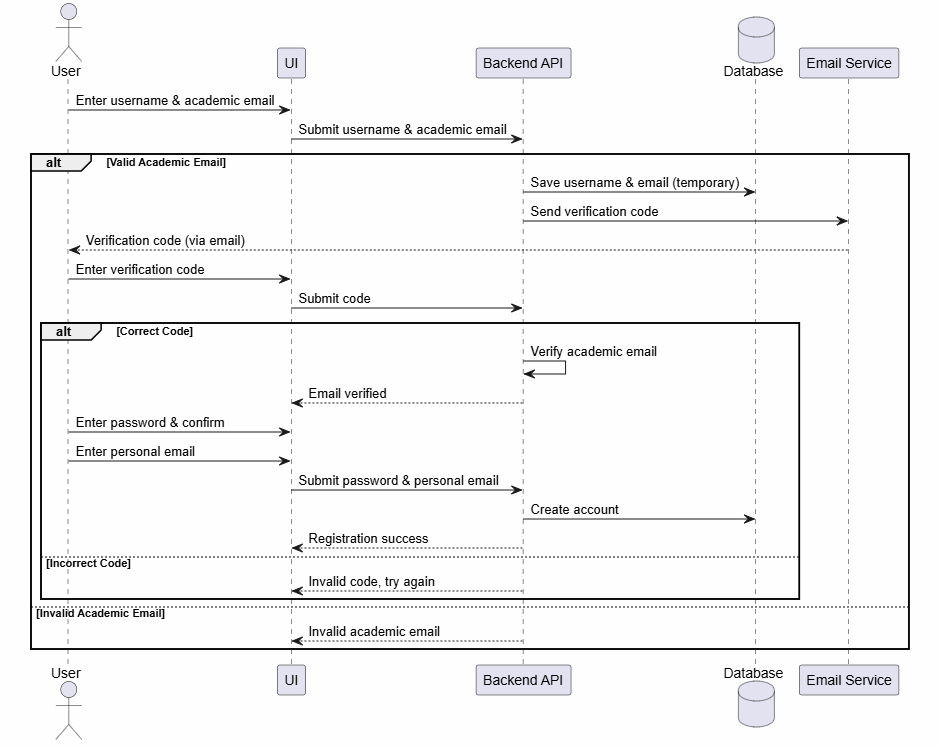 User
UI
Backend API
Database
Email Service
Enter username & academic email
Submit username & academic email
alt
[Valid Academic Email]
Save username & email (temporary)
Send verification code
Verification code (via email)
Enter verification code
Submit code
alt
[Correct Code]
Verify academic email
Email verified
Enter password & confirm
Enter personal email
Submit password & personal email
Create account
Registration success
[Incorrect Code]
Invalid code, try again
[Invalid Academic Email]
Invalid academic email
User
UI
Backend API
Database
Email Service